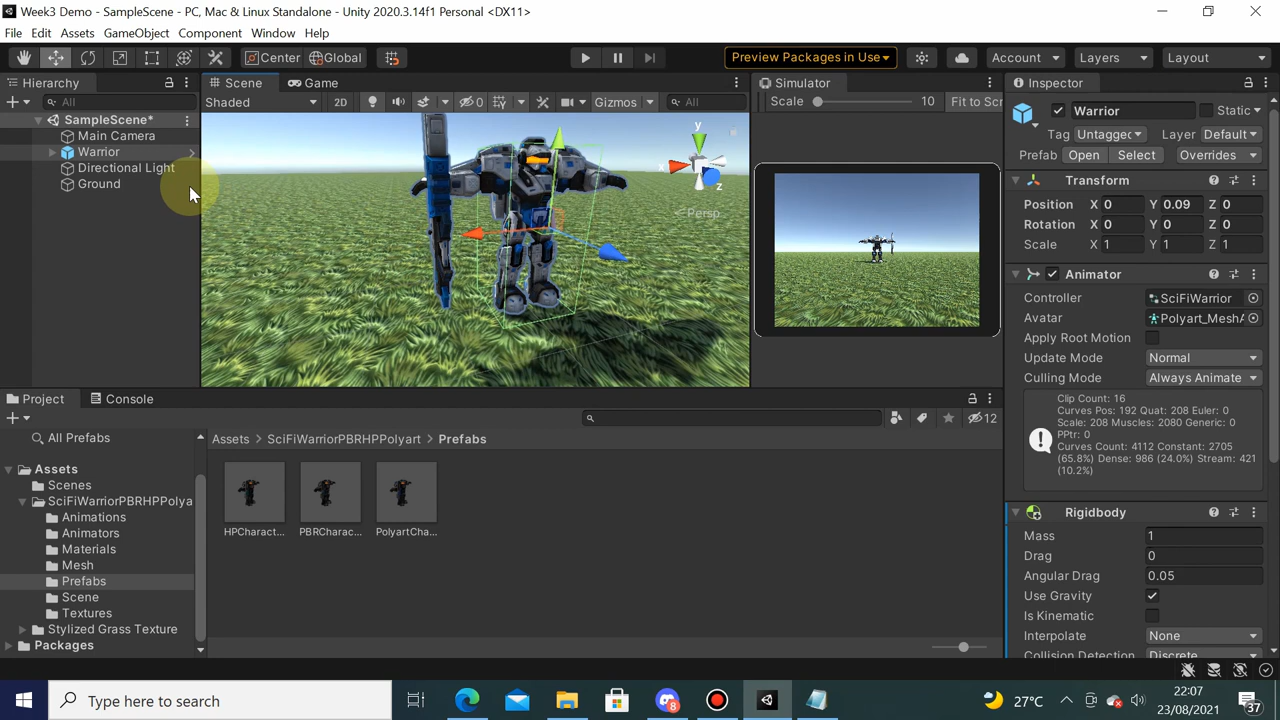 Week3 Demo - SampleScene - PC, Mac & Linux Standalone - Unity 2020.3.14f1 Personal <DX11>
File Edit Assets GameObject Component Window Help
Center Global Preview Packages in Use Account Layers Layout
Hierarchy
Scene Game
Simulator
Inspector
All
Shaded 2D 0 Gizmos All
Scale 10 Fit to Scr
SampleScene*
Main Camera
Warrior
Directional Light
Ground
y
x
z
Persp
Warrior Static
Tag Untagged Layer Default
Prefab Open Select Overrides
Transform
Position X 0 Y 0.09 Z 0
Rotation X 0 Y 0 Z 0
Scale X 1 Y 1 Z 1
Animator
Controller SciFiWarrior
Avatar Polyart_MeshA
Apply Root Motion
Update Mode Normal
Culling Mode Always Animate
Clip Count: 16
Curves Pos: 192 Quat: 208 Euler: 0
Scale: 208 Muscles: 2080 Generic: 0
PPtr: 0
Curves Count: 4112 Constant: 2705
(65.8%) Dense: 986 (24.0%) Stream: 421
(10.2%)
Rigidbody
Mass 1
Drag 0
Angular Drag 0.05
Use Gravity
Is Kinematic
Interpolate None
Collision Detection Discrete
Project Console
12
All Prefabs
Assets
Scenes
SciFiWarriorPBRHPPolya
Animations
Animators
Materials
Mesh
Prefabs
Scene
Textures
Stylized Grass Texture
Packages
Assets > SciFiWarriorPBRHPPolyart > Prefabs
HPCharact... PBRCharac... PolyartCha...
Type here to search
8
27°C
22:07
23/08/2021
37